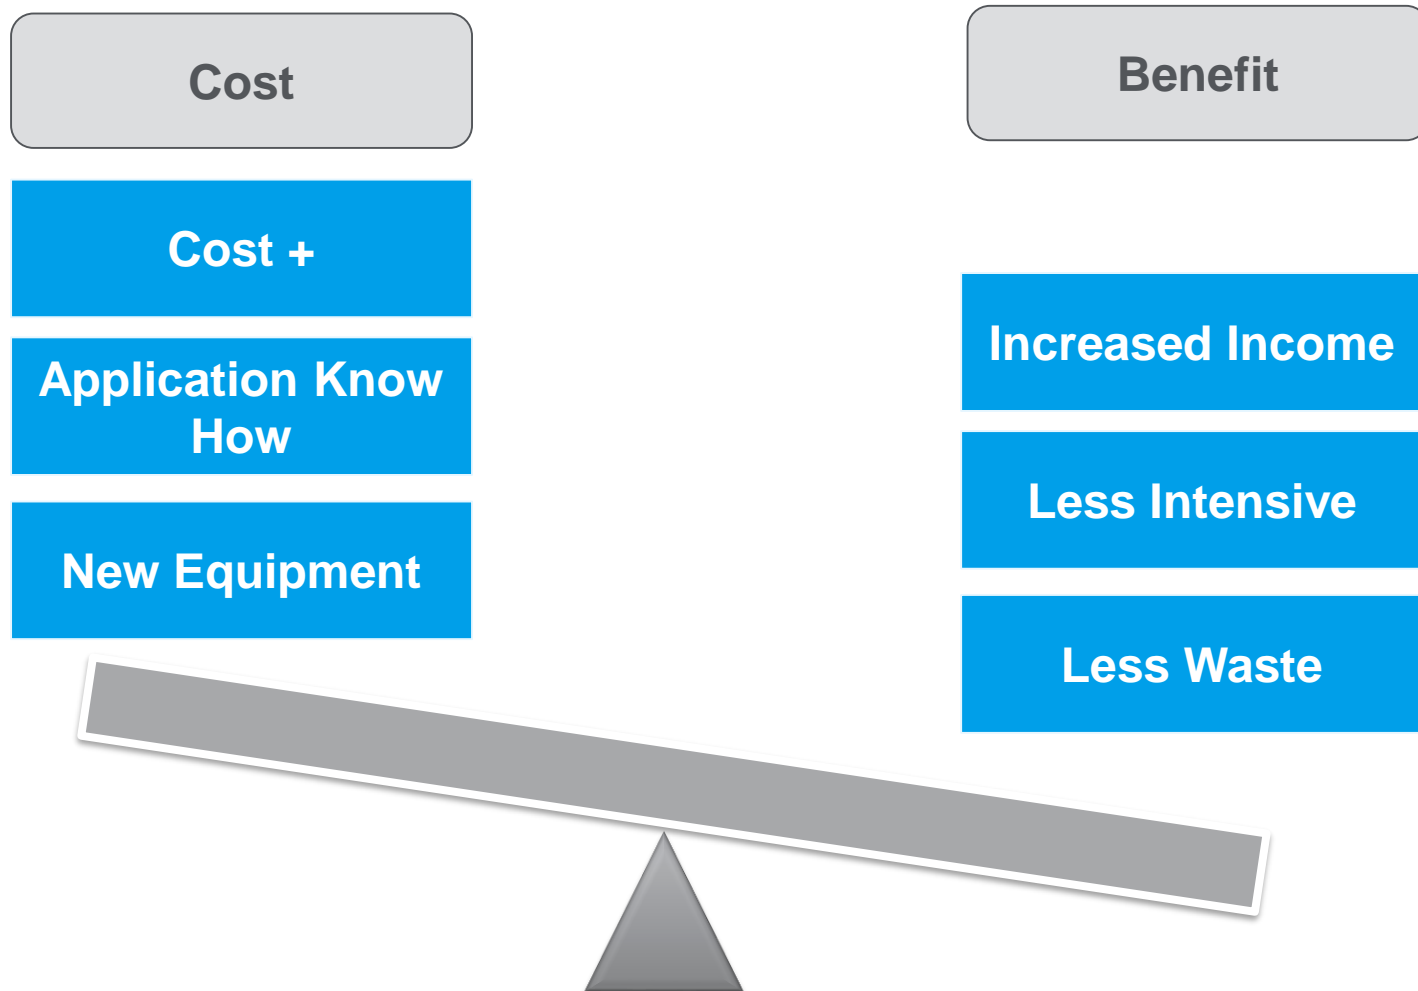 Cost
Cost +
Application Know
How
New Equipment
Benefit
Increased Income
Less Intensive
Less Waste